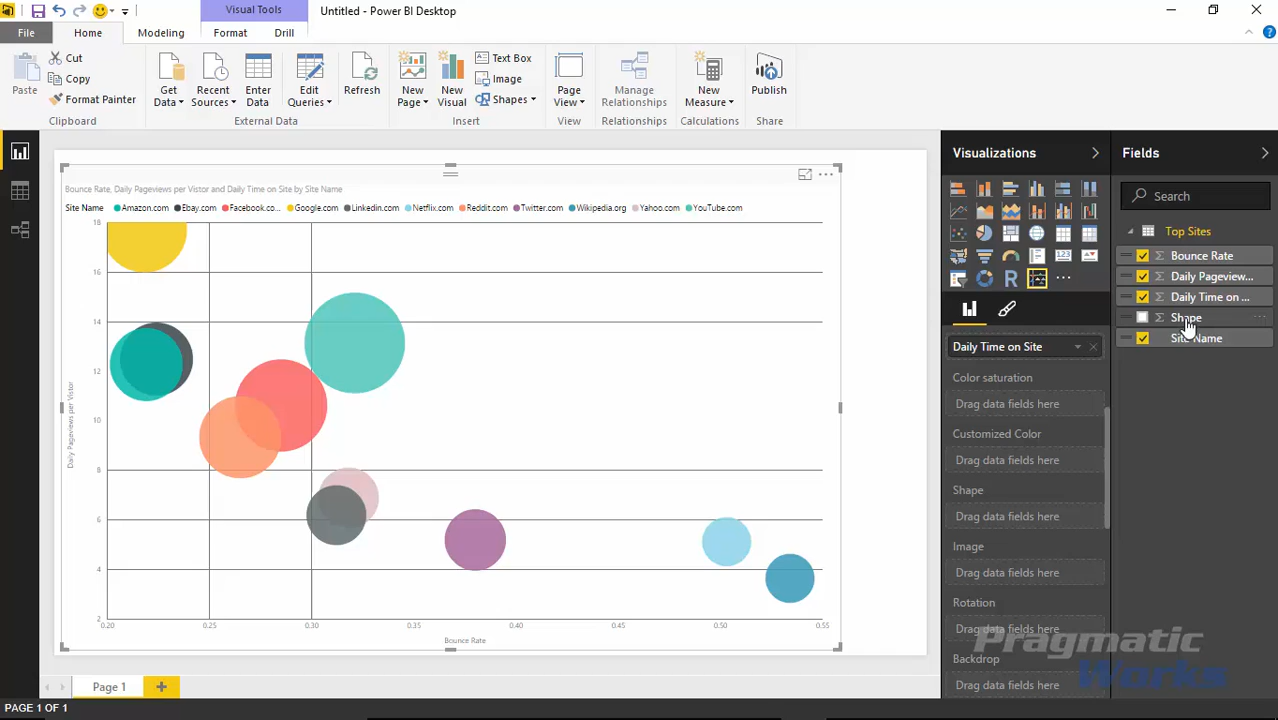 Visual Tools
Untitled - Power BI Desktop
File
Home
Modeling
Format
Drill
Paste
Cut
Copy
Format Painter
Clipboard
Get Data
Recent Sources
Enter Data
Edit Queries
Refresh
External Data
New Page
New Visual
Text Box
Image
Shapes
Insert
Page View
View
Manage Relationships
Relationships
New Measure
Calculations
Publish
Share
Bounce Rate, Daily Pageviews per Vistor and Daily Time on Site by Site Name
Site Name Amazon.com Ebay.com Google.com Linkedin.com Netflix.com Reddit.com Twitter.com Wikipedia.org Yahoo.com YouTube.com
18
16
14
12
10
8
6
4
2
Daily Pageviews per Vistor
0.20 0.25 0.30 0.35 0.40 0.45 0.50 0.55
Bounce Rate
Page 1
PAGE 1 OF 1
Visualizations
R
Daily Time on Site
Color saturation
Drag data fields here
Customized Color
Drag data fields here
Shape
Drag data fields here
Image
Drag data fields here
Rotation
Drag data fields here
Backdrop
Drag data fields here
Fields
Search
Top Sites
Bounce Rate
Daily Pageview...
Daily Time on ...
Shape
Site Name
Pragmatic
Works